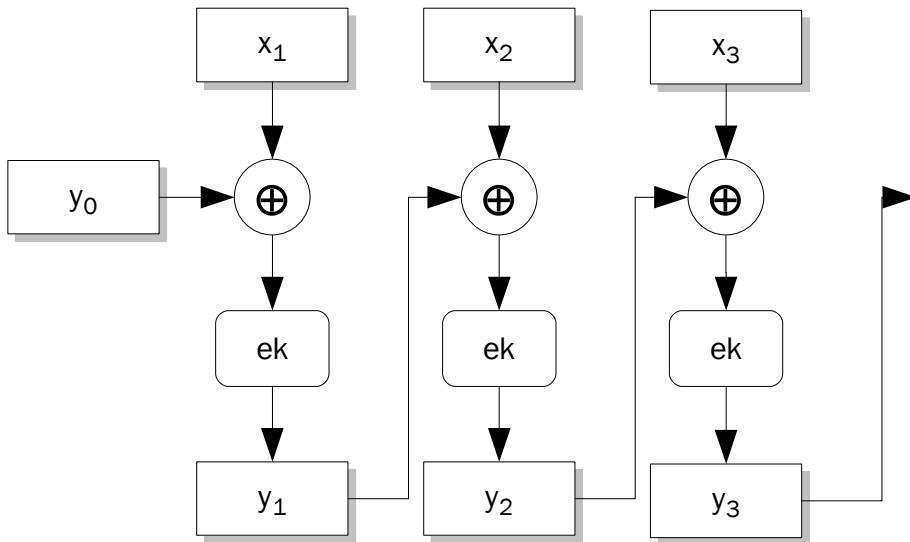 x₁ x₂ x₃
y₀ ⊕ ⊕ ⊕
ek ek ek
y₁ y₂ y₃